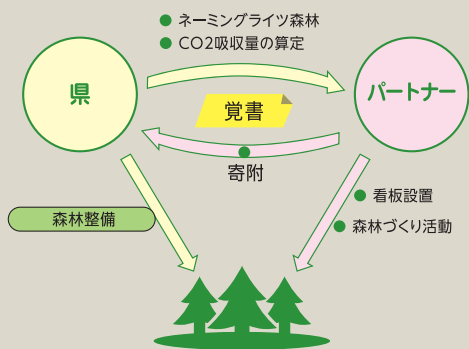 ネーミングライツ森林
CO2吸収量の算定
県
パートナー
覚書
寄附
森林整備
看板設置
森林づくり活動